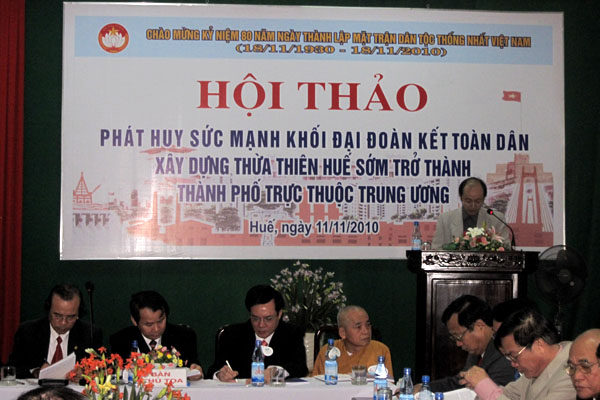 CHÀO MỪNG KỶ NIỆM 80 NĂM NGÀY THÀNH LẬP MẶT TRẬN DÂN TỘC THỐNG NHẤT VIỆT NAM
(18/11/1930 - 18/11/2010)
HỘI THẢO
PHÁT HUY SỨC MẠNH KHỐI ĐẠI ĐOÀN KẾT TOÀN DÂN
XÂY DỰNG THỪA THIÊN HUẾ SỚM TRỞ THÀNH
THÀNH PHỐ TRỰC THUỘC TRUNG ƯƠNG
Huế, ngày 11/11/2010
BÀN
CHỦ TỌA